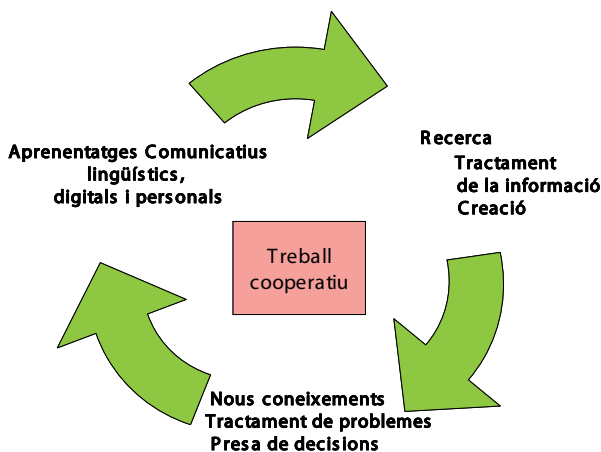 Aprenentatges Comunicatius
lingüístics,
digitals i personals
Recerca
Tractament
de la informació
Creació
Treball
cooperatiu
Nous coneixements
Tractament de problemes
Presa de decisions